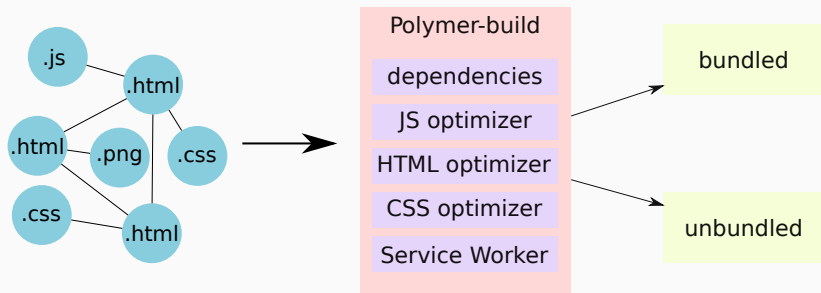 .js
.html
.html
.png
.css
.css
.html
Polymer-build
dependencies
JS optimizer
HTML optimizer
CSS optimizer
Service Worker
bundled
unbundled